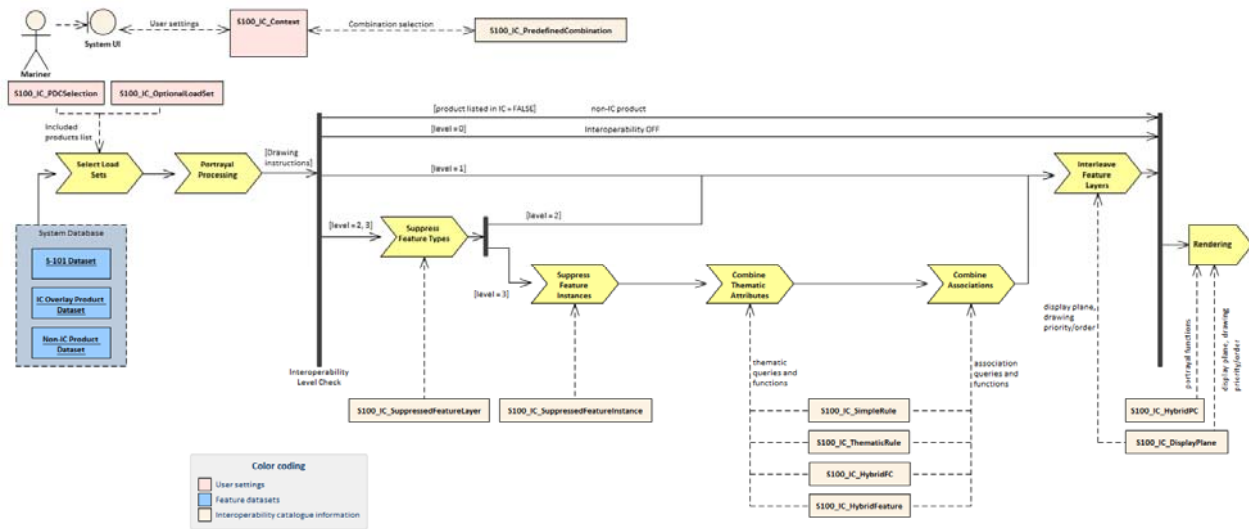 User settings
Combination selection
S100_IC_Context
S100_IC_PredefinedCombination
System UI
Mariner
S100_IC_PDCSelection
S100_IC_OptionalLoadSet
Included
products list
[product listed in IC = FALSE]
non-IC product
[level = 0]
Interoperability OFF
[Drawing
instructions]
Select Load
Sets
Portrayal
Processing
[level = 1]
Interleave
Feature
Layers
[level = 2, 3]
Suppress
Feature Types
[level = 2]
System Database
S-101 Dataset
IC Overlay Product
Dataset
Non-IC Product
Dataset
[level = 3]
Suppress
Feature
Instances
Combine
Thematic
Attributes
Combine
Associations
Rendering
display plane,
drawing
priority/order
portrayal functions
display plane, drawing
priority/order
Interoperability
Level Check
thematic
queries and
functions
association
queries and
functions
S100_IC_SuppressedFeatureLayer
S100_IC_SuppressedFeatureInstance
S100_IC_SimpleRule
S100_IC_ThematicRule
S100_IC_HybridFC
S100_IC_HybridFeature
S100_IC_HybridPC
S100_IC_DisplayPlane
Color coding
User settings
Feature datasets
Interoperability catalogue information